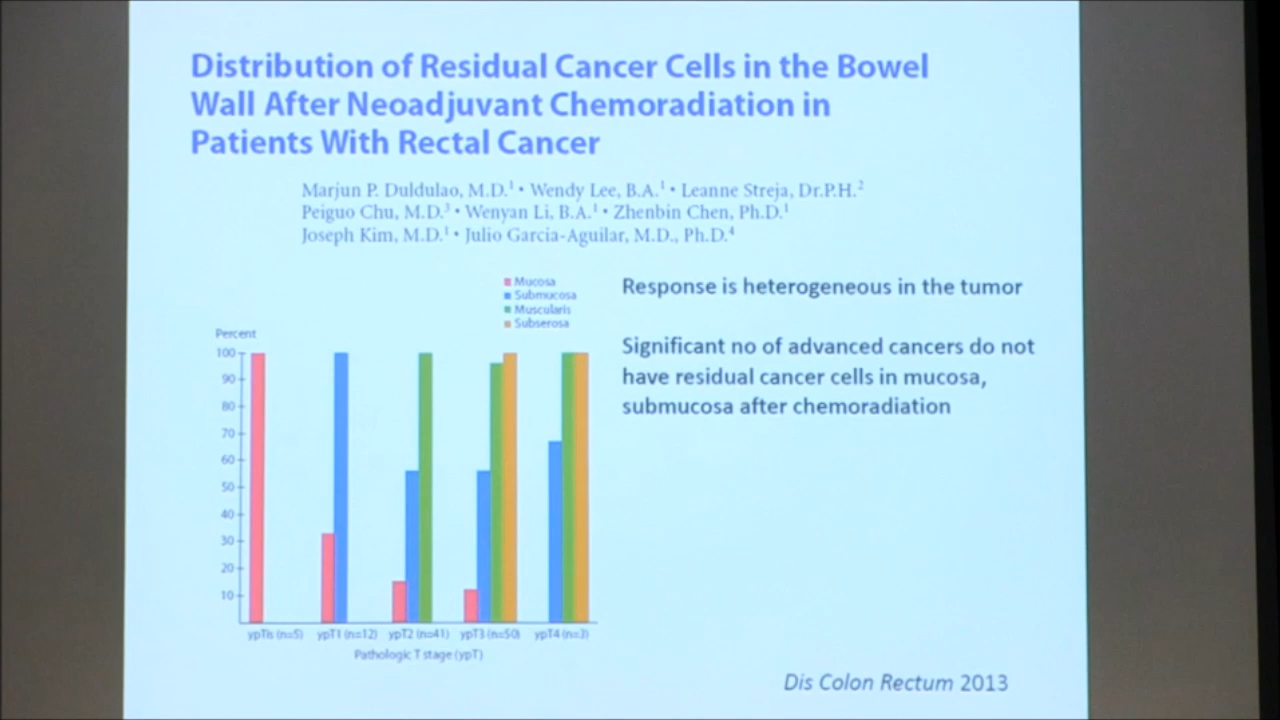 Distribution of Residual Cancer Cells in the Bowel
Wall After Neoadjuvant Chemoradiation in
Patients With Rectal Cancer
Marjun P. Duldulao, M.D.¹ • Wendy Lee, B.A.¹ • Leanne Streja, Dr.P.H.²
Peiguo Chu, M.D.³ • Wenyan Li, B.A.¹ • Zhenbin Chen, Ph.D.¹
Joseph Kim, M.D.¹ • Julio Garcia-Aguilar, M.D., Ph.D.⁴
Mucosa
Submucosa
Muscularis
Subserosa
Response is heterogeneous in the tumor
Significant no of advanced cancers do not
have residual cancer cells in mucosa,
submucosa after chemoradiation
Percent
100
90
80
70
60
50
40
30
20
10
ypTis (n=5) ypT1 (n=12) ypT2 (n=41) ypT3 (n=50) ypT4 (n=3)
Pathologic T stage (ypT)
Dis Colon Rectum 2013